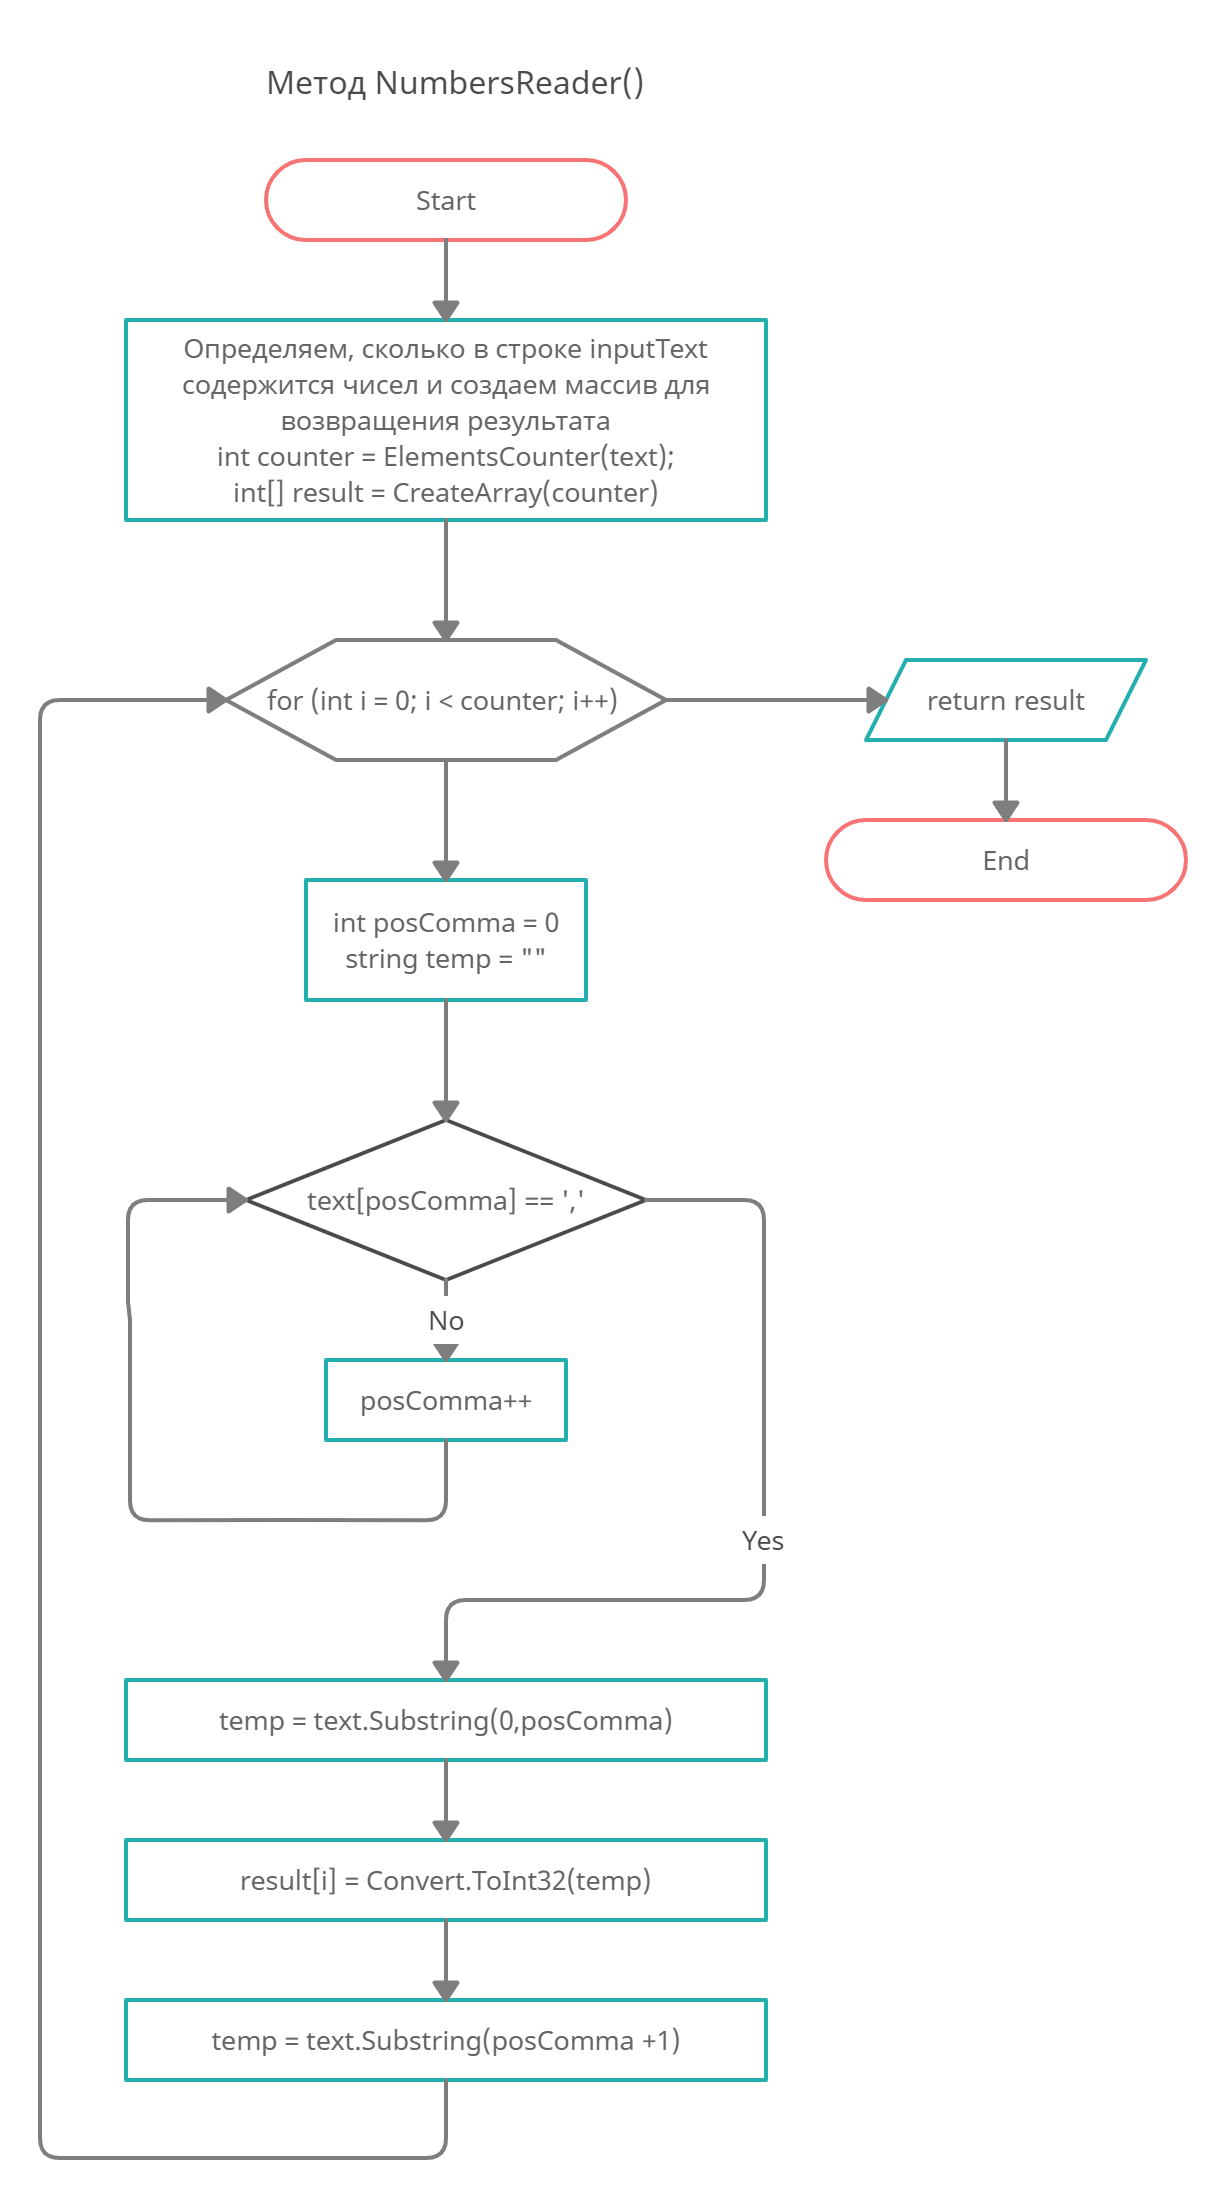 Метод NumbersReader()
Start
Определяем, сколько в строке inputText
содержится чисел и создаем массив для
возвращения результата
int counter = ElementsCounter(text);
int[] result = CreateArray(counter)
for (int i = 0; i < counter; i++)
return result
End
int posComma = 0
string temp = ""
text[posComma] == ','
No
posComma++
Yes
temp = text.Substring(0,posComma)
result[i] = Convert.ToInt32(temp)
temp = text.Substring(posComma +1)